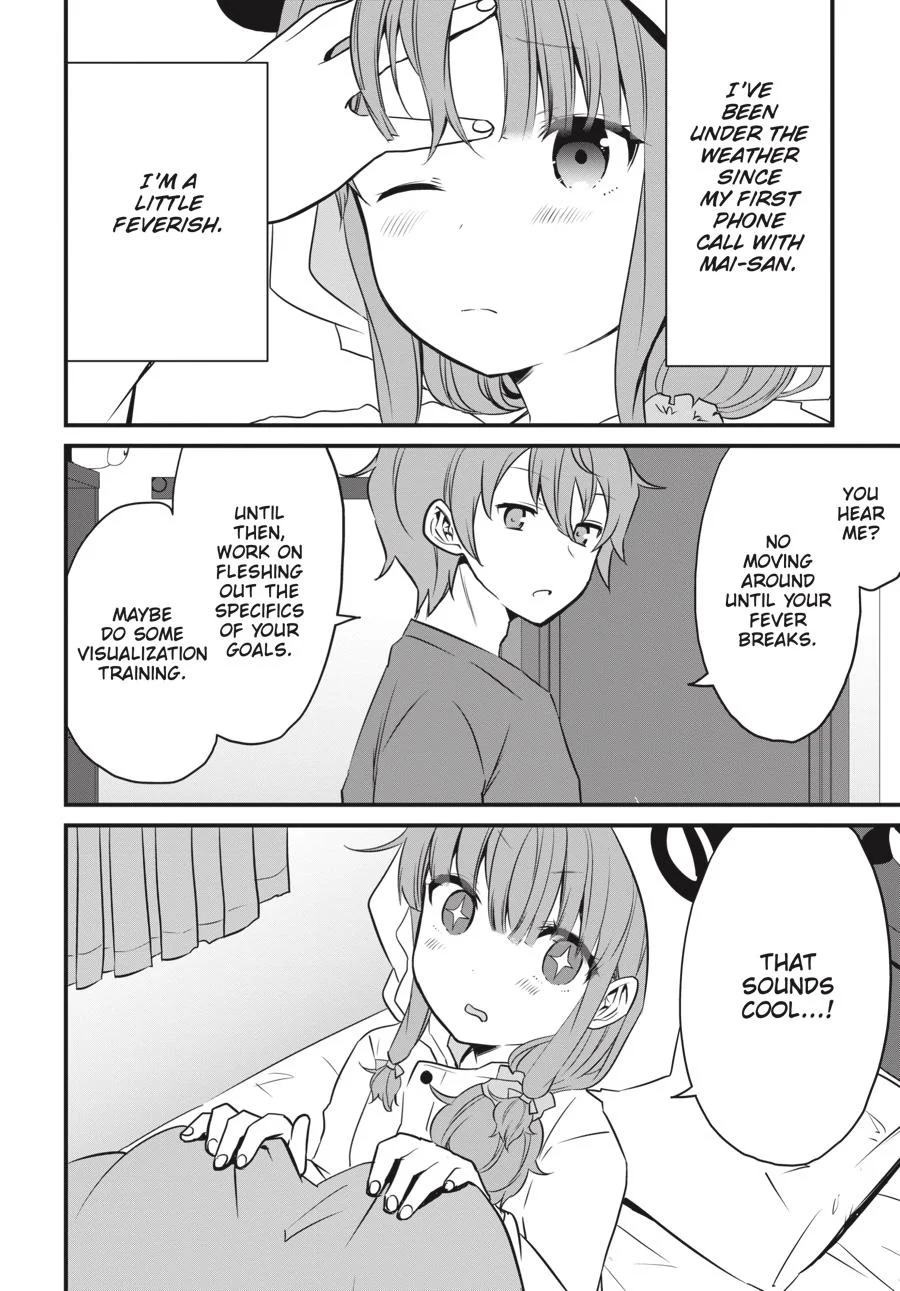 I'VE
BEEN
UNDER THE
WEATHER
SINCE
MY FIRST
PHONE
CALL WITH
MAI-SAN.
I'M A
LITTLE
FEVERISH.
YOU
HEAR
ME?
NO
MOVING
AROUND
UNTIL YOUR
FEVER
BREAKS.
UNTIL
THEN,
WORK ON
FLESHING
OUT THE
SPECIFICS
OF YOUR
GOALS.
MAYBE
DO SOME
VISUALIZATION
TRAINING.
THAT
SOUNDS
COOL...!